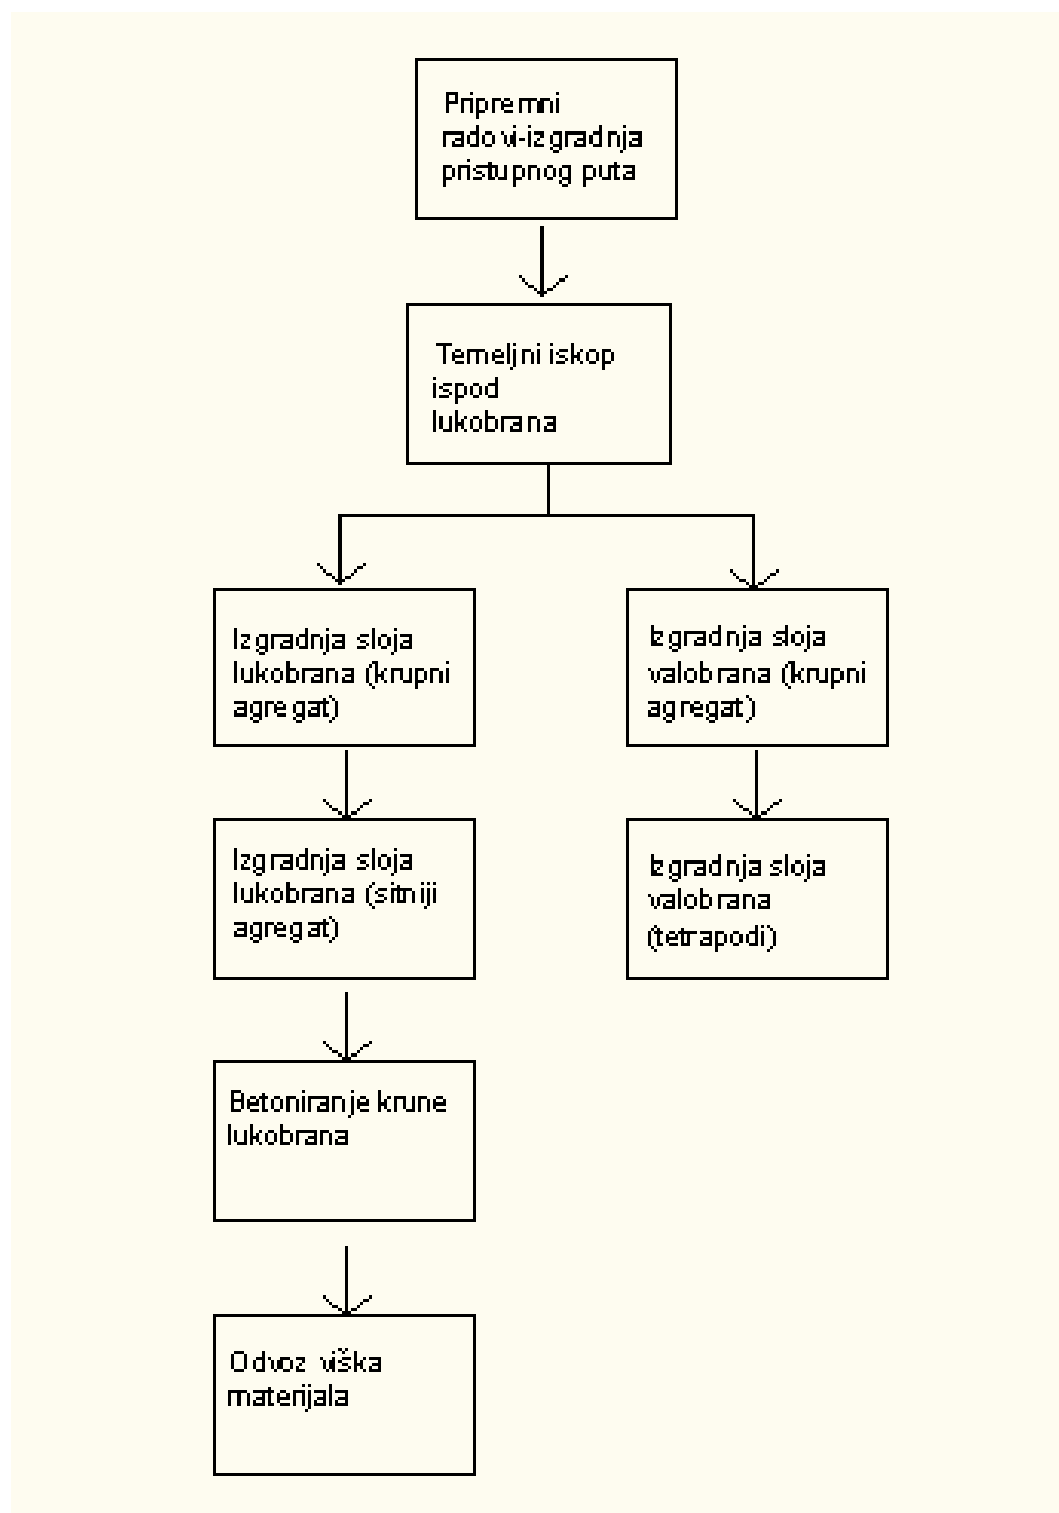 Pripremni
radovi-izgradnja
pristupnog puta
Temeljni iskop
ispod
lukobrana
Izgradnja sloja
lukobrana (krupni
agregat)
Izgradnja sloja
valobrana (krupni
agregat)
Izgradnja sloja
lukobrana (sitniji
agregat)
Izgradnja sloja
valobrana
(tetrapodi)
Betoniranje krune
lukobrana
Odvoz viška
materijala